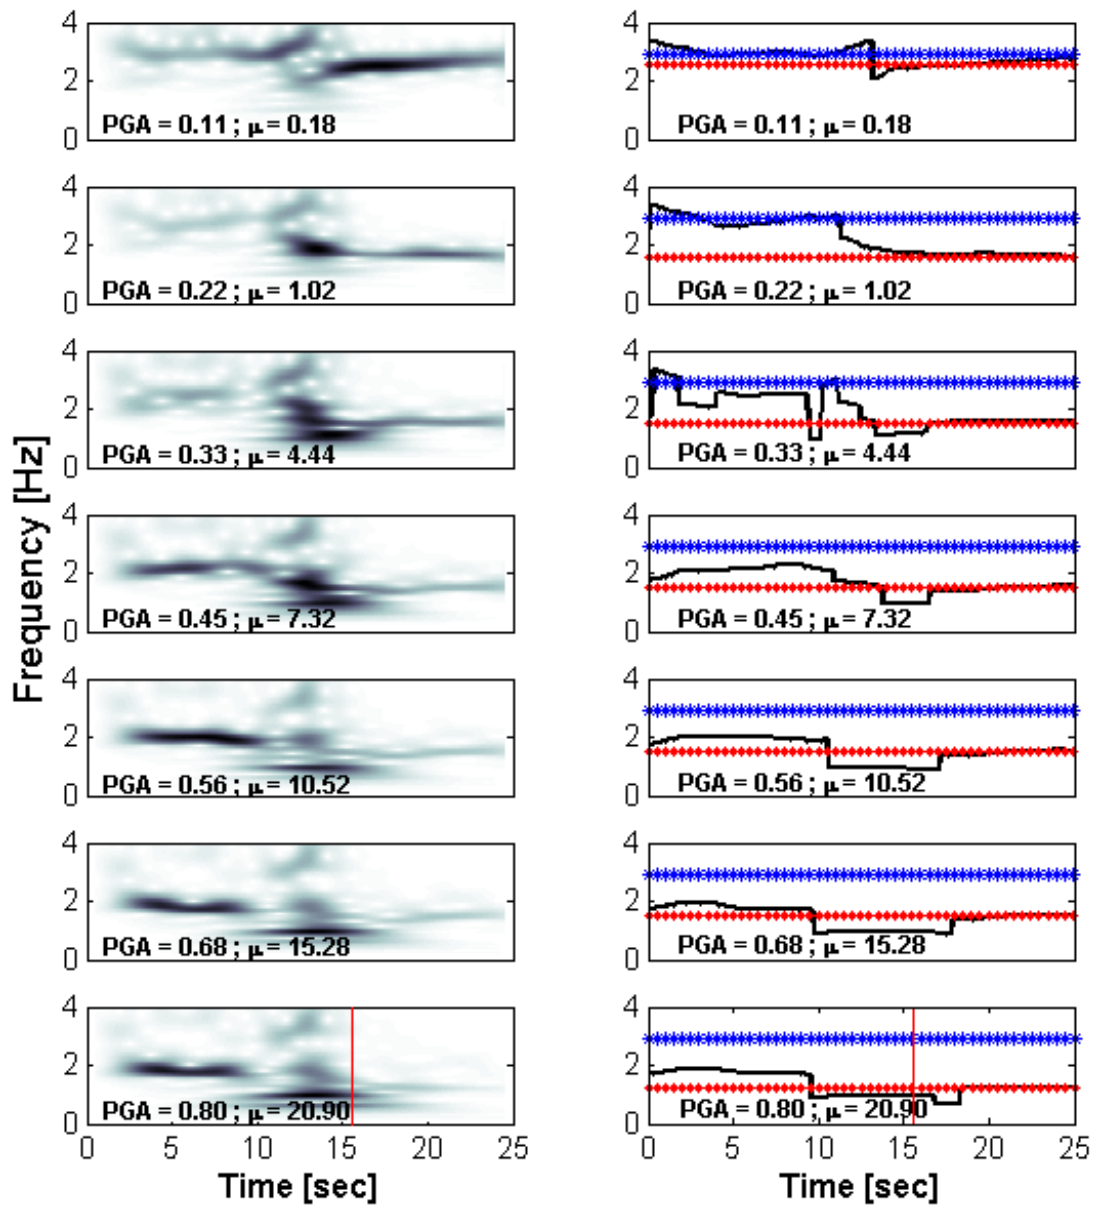 4
2
0
PGA = 0.11 ; μ = 0.18
4
2
0
PGA = 0.11 ; μ = 0.18
4
2
0
PGA = 0.22 ; μ = 1.02
4
2
0
PGA = 0.22 ; μ = 1.02
4
2
0
PGA = 0.33 ; μ = 4.44
4
2
0
PGA = 0.33 ; μ = 4.44
Frequency [Hz]
4
2
0
PGA = 0.45 ; μ = 7.32
4
2
0
PGA = 0.45 ; μ = 7.32
4
2
0
PGA = 0.56 ; μ = 10.52
4
2
0
PGA = 0.56 ; μ = 10.52
4
2
0
PGA = 0.68 ; μ = 15.28
4
2
0
PGA = 0.68 ; μ = 15.28
4
2
0
PGA = 0.80 ; μ = 20.90
4
2
0
PGA = 0.80 ; μ = 20.90
0 5 10 15 20 25
0 5 10 15 20 25
Time [sec]
Time [sec]